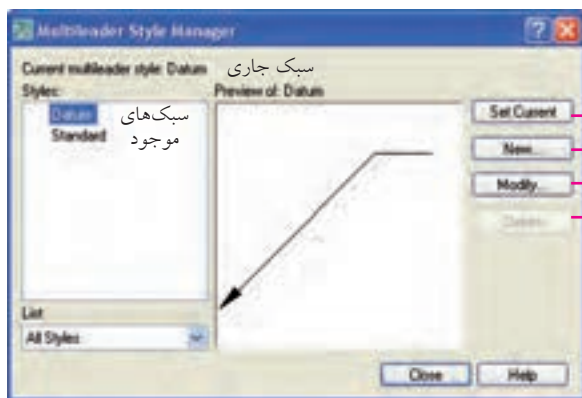 Multileader Style Manager
Current multileader style: Datum
سبک جاری
Styles:
Preview of: Datum
Datum
Standard
سبک‌های
موجود
Set Current
New...
Modify...
Delete
List:
All Styles
Close
Help